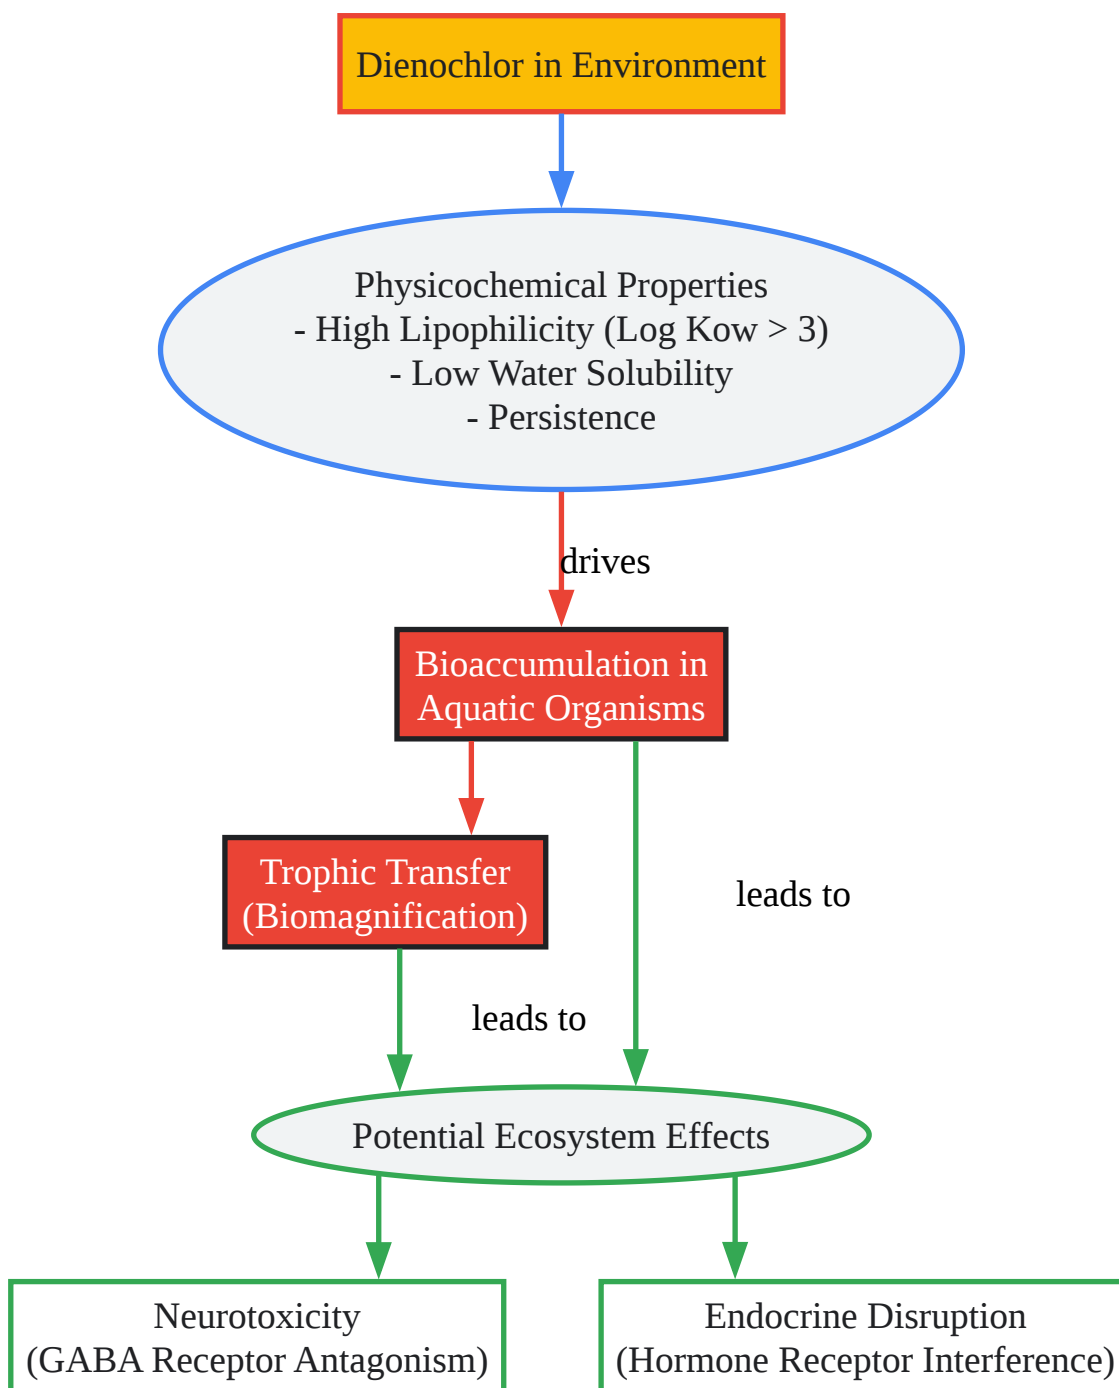 Dienochlor in Environment
Physicochemical Properties
- High Lipophilicity (Log Kow > 3)
- Low Water Solubility
- Persistence
drives
Bioaccumulation in
Aquatic Organisms
Trophic Transfer
(Biomagnification)
leads to
leads to
Potential Ecosystem Effects
Neurotoxicity
(GABA Receptor Antagonism)
Endocrine Disruption
(Hormone Receptor Interference)